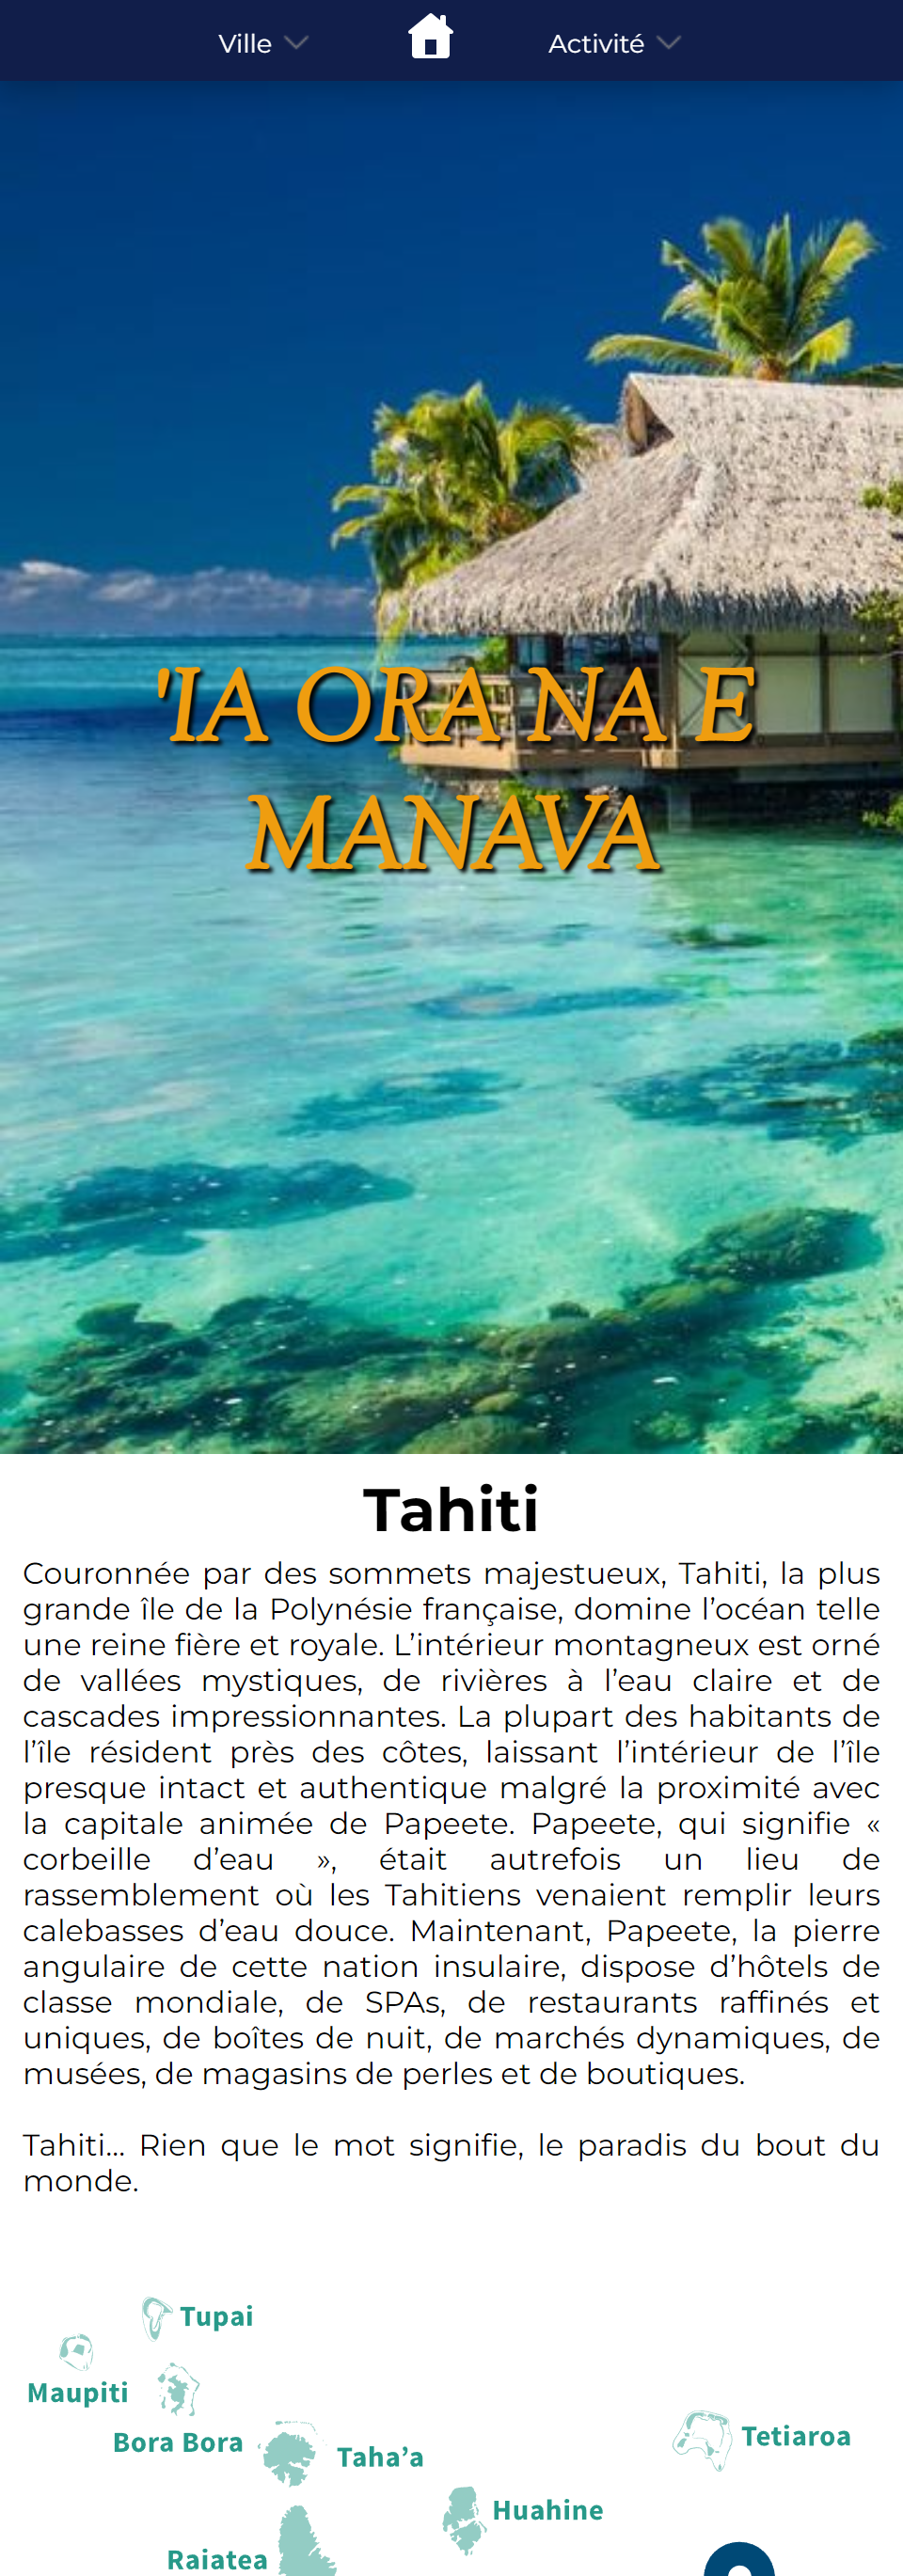 Ville
Activité
'IA ORA NA E
MANAVA
Tahiti
Couronnée par des sommets majestueux, Tahiti, la plus
grande île de la Polynésie française, domine l’océan telle
une reine fière et royale. L’intérieur montagneux est orné
de vallées mystiques, de rivières à l’eau claire et de
cascades impressionnantes. La plupart des habitants de
l’île résident près des côtes, laissant l’intérieur de l’île
presque intact et authentique malgré la proximité avec
la capitale animée de Papeete. Papeete, qui signifie «
corbeille d’eau », était autrefois un lieu de
rassemblement où les Tahitiens venaient remplir leurs
calebasses d’eau douce. Maintenant, Papeete, la pierre
angulaire de cette nation insulaire, dispose d’hôtels de
classe mondiale, de SPAs, de restaurants raffinés et
uniques, de boîtes de nuit, de marchés dynamiques, de
musées, de magasins de perles et de boutiques.
Tahiti... Rien que le mot signifie, le paradis du bout du
monde.
Tupai
Maupiti
Bora Bora
Tetiaroa
Taha’a
Huahine
Raiatea